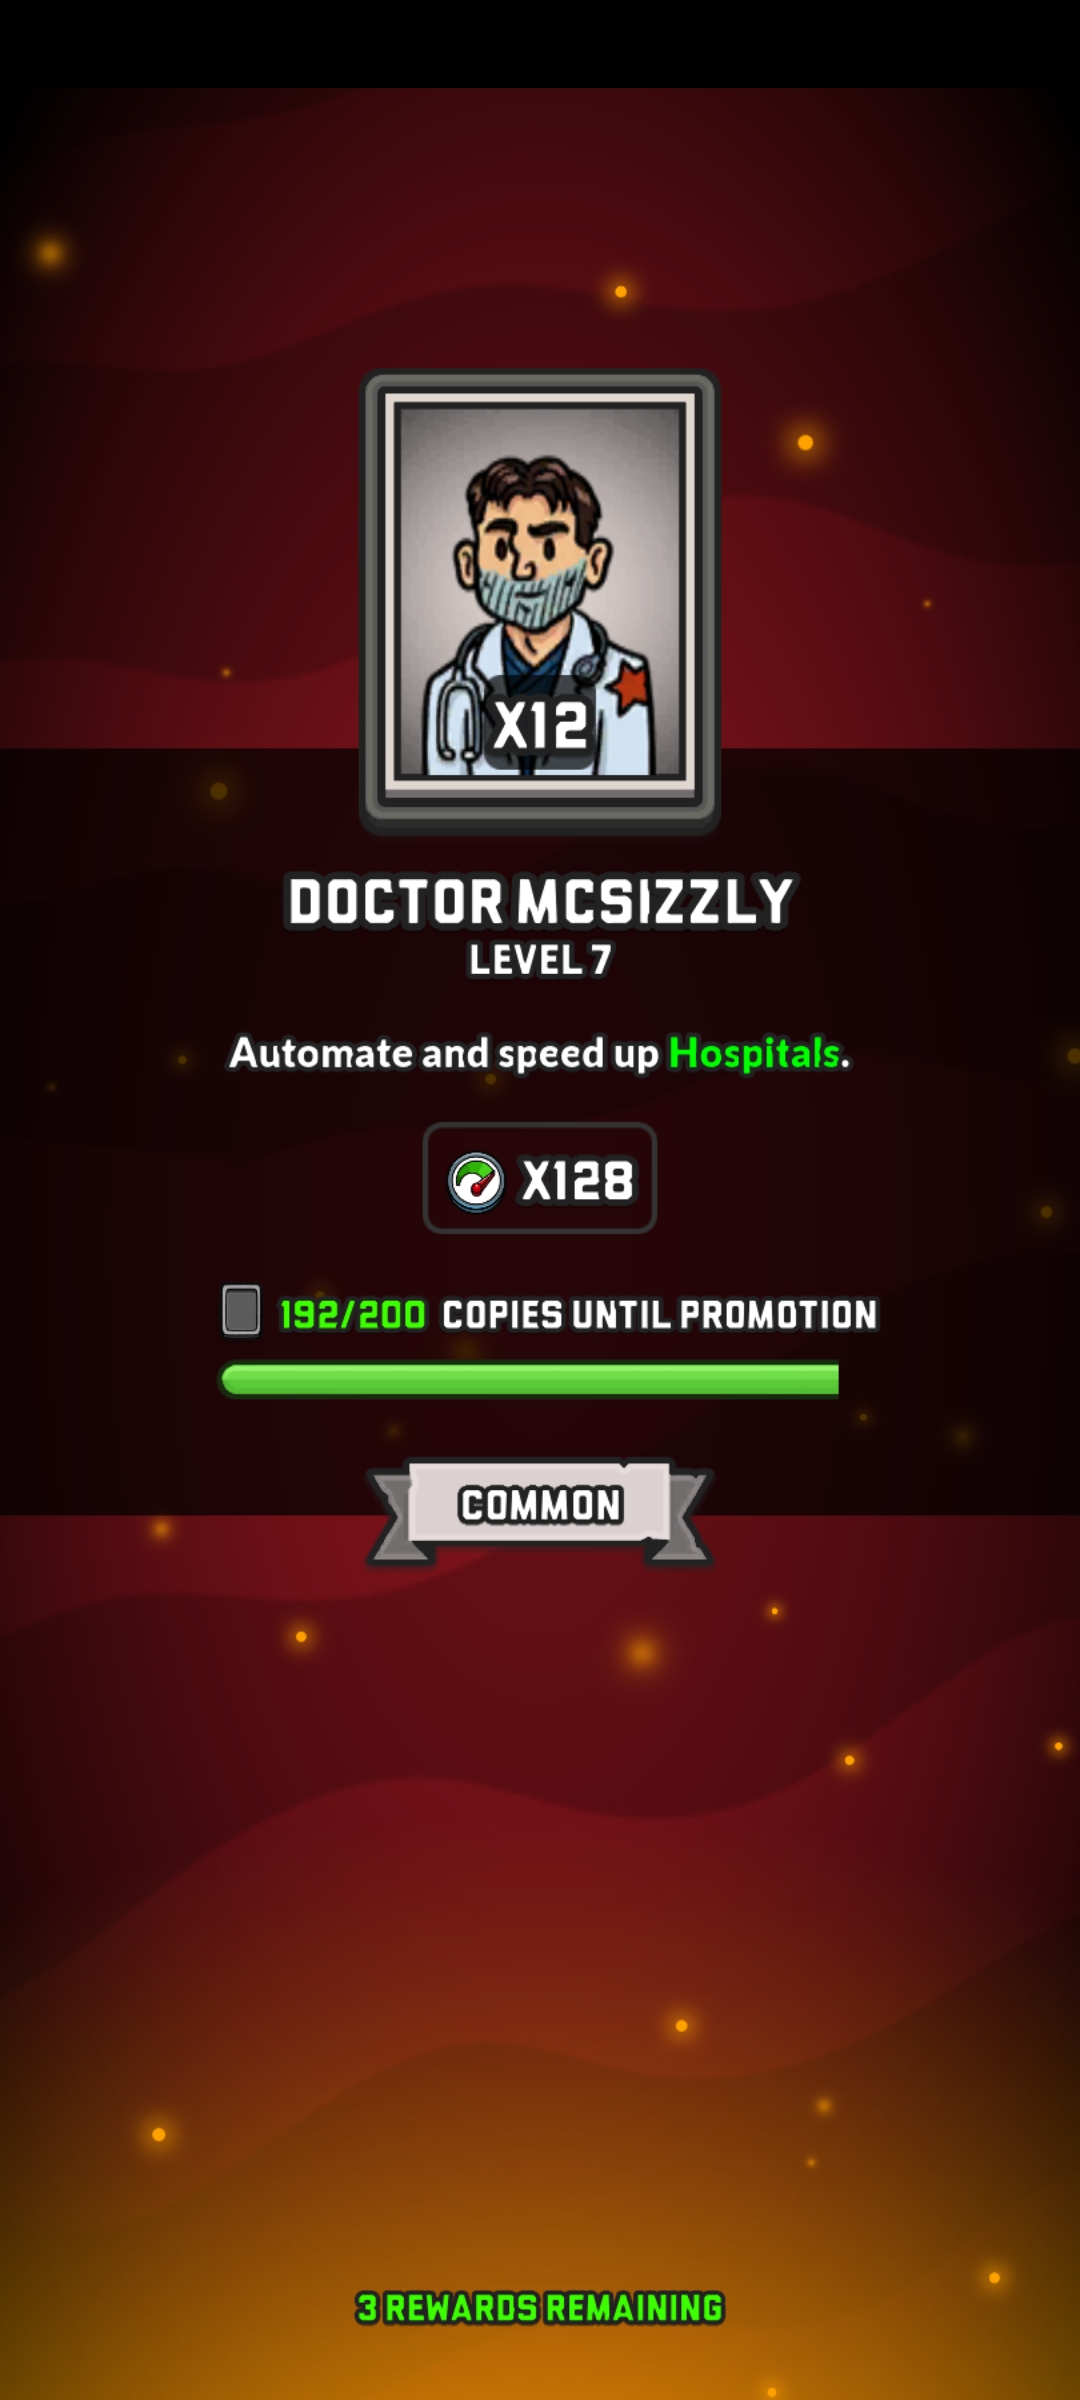 X12
DOCTOR MCSIZZLY
LEVEL 7
Automate and speed up Hospitals.
X128
192/200 COPIES UNTIL PROMOTION
COMMON
3 REWARDS REMAINING